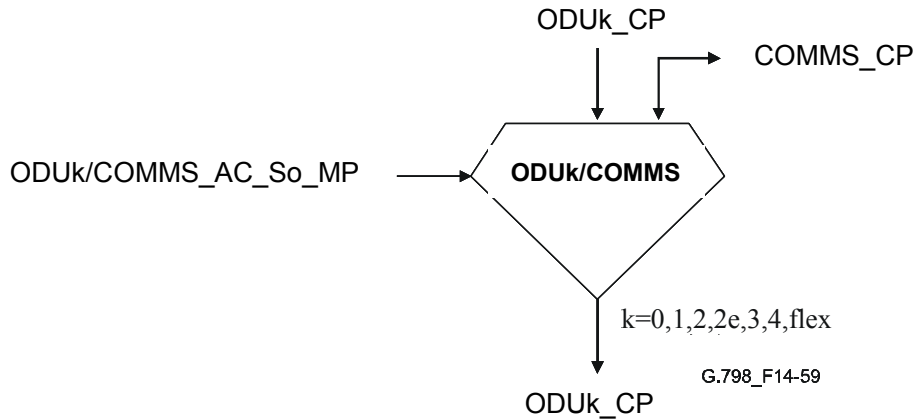 ODUk_CP
COMMS_CP
ODUk/COMMS_AC_So_MP
ODUk/COMMS
k=0,1,2,2e,3,4,flex
G.798_F14-59
ODUk_CP